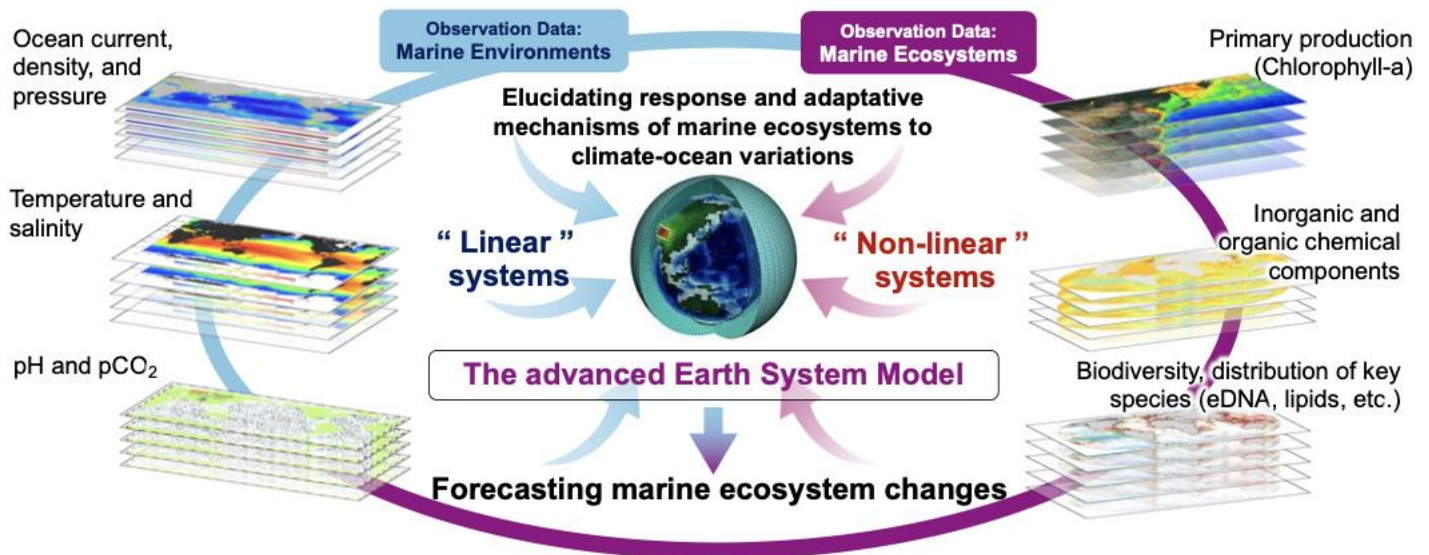 Ocean current,
density, and
pressure
Observation Data:
Marine Environments
Observation Data:
Marine Ecosystems
Primary production
(Chlorophyll-a)
Elucidating response and adaptative
mechanisms of marine ecosystems to
climate-ocean variations
Temperature and
salinity
“ Linear ”
systems
“ Non-linear ”
systems
Inorganic and
organic chemical
components
pH and pCO₂
The advanced Earth System Model
Biodiversity, distribution of key
species (eDNA, lipids, etc.)
Forecasting marine ecosystem changes